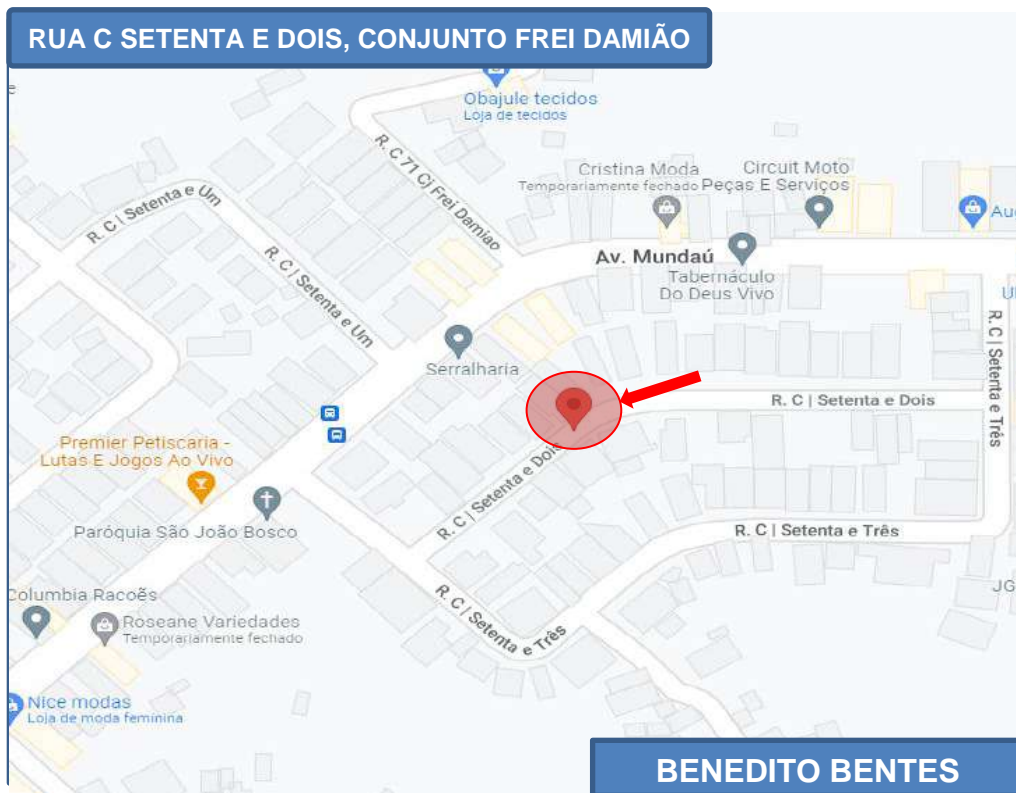 RUA C SETENTA E DOIS, CONJUNTO FREI DAMIÃO
e
Obajule tecidos
Loja de tecidos
R. C 71 Cj Frei Damiao
Cristina Moda
Temporariamente fechado
Circuit Moto
Peças E Serviços
R. C | Setenta e Um
Av. Mundaú
R. C | Setenta e Um
Tabernáculo
Do Deus Vivo
Serralharia
R. C | Setenta e Três
R. C | Setenta e Dois
Premier Petiscaria -
Lutas E Jogos Ao Vivo
R. C | Setenta e Dois
Paróquia São João Bosco
R. C | Setenta e Três
JG
Columbia Racoēs
Roseane Variedades
Temporariamente fechado
R. C | Setenta e Três
Nice modas
Loja de moda feminina
BENEDITO BENTES